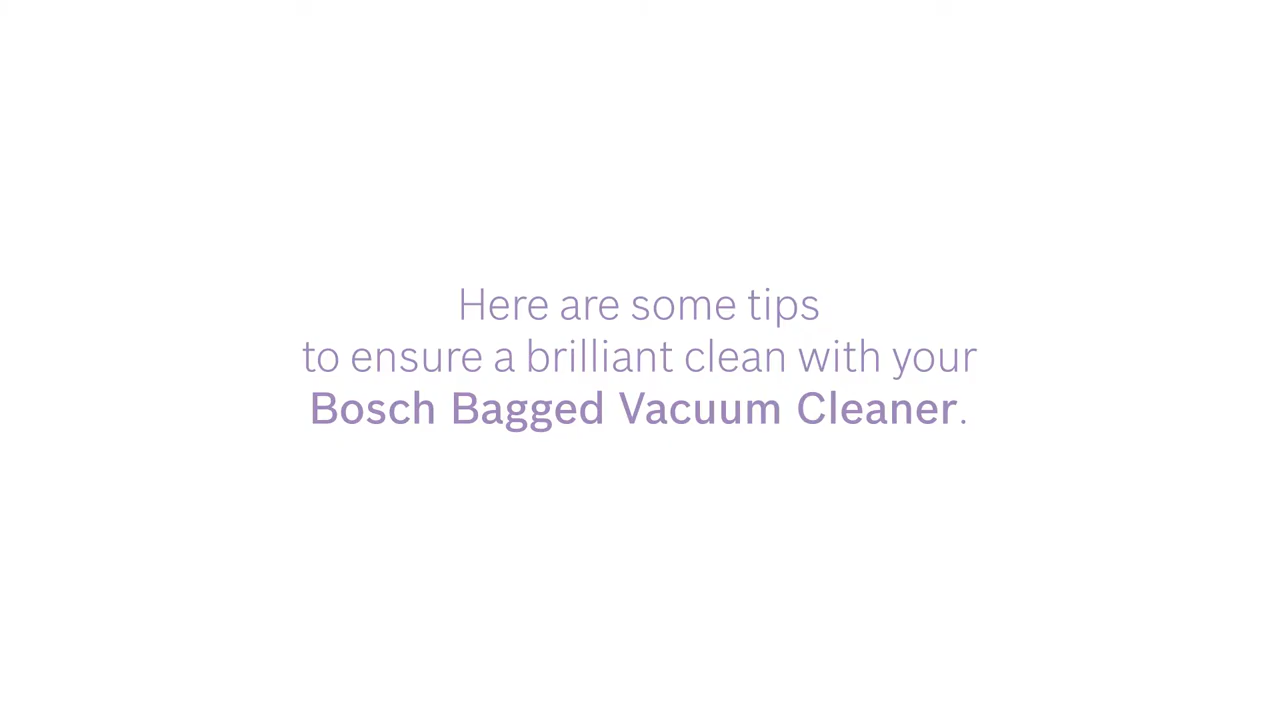 Here are some tips
to ensure a brilliant clean with your
Bosch Bagged Vacuum Cleaner.